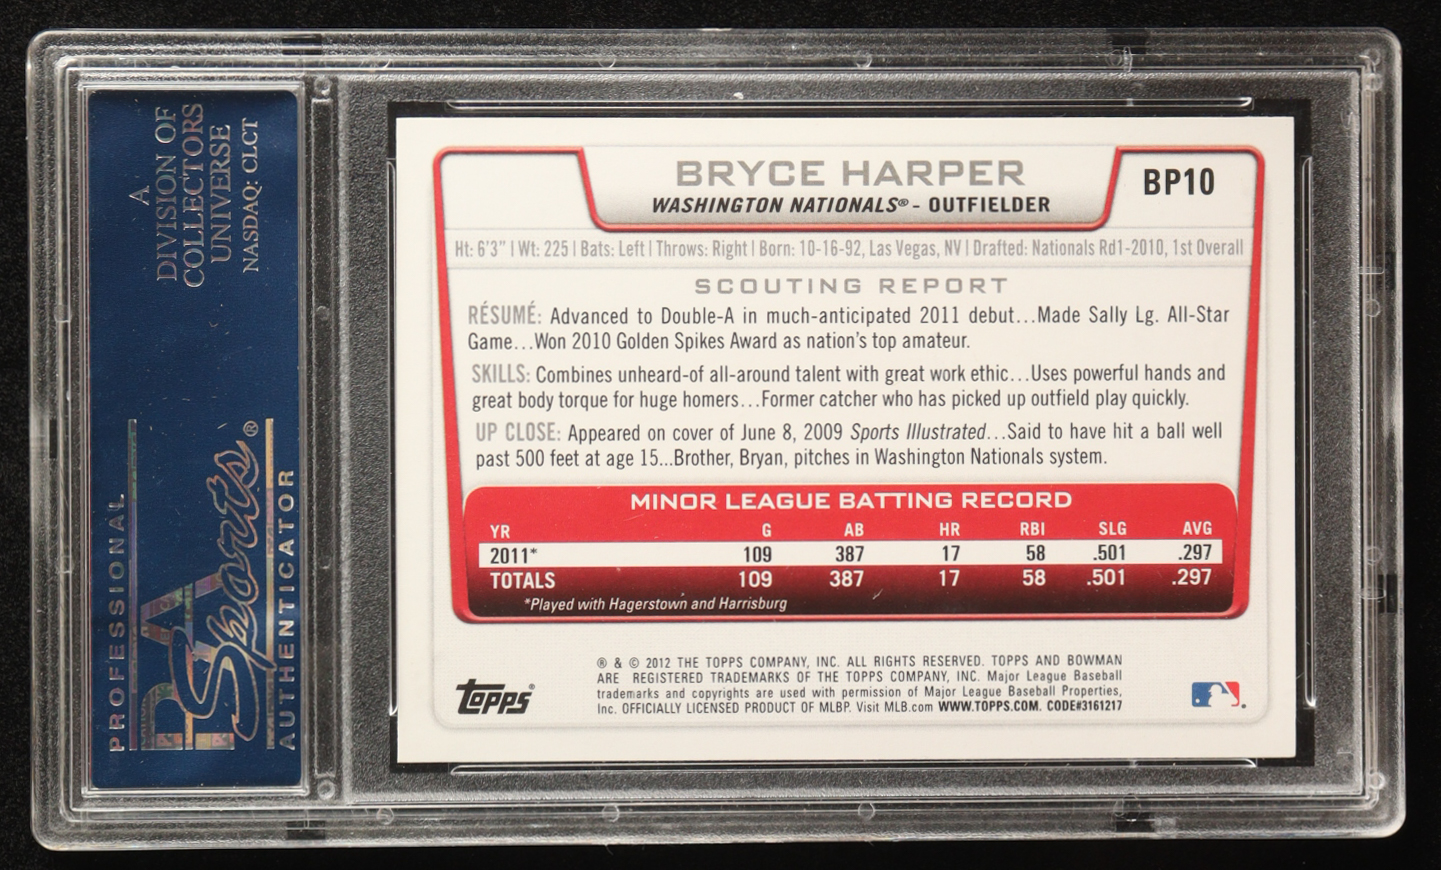 A
DIVISION OF
COLLECTORS
UNIVERSE
NASDAQ: CLCT
PROFESSIONAL
PSA
Sports®
AUTHENTICATOR
BRYCE HARPER
WASHINGTON NATIONALS® - OUTFIELDER
BP10
Ht: 6'3" | Wt: 225 | Bats: Left | Throws: Right | Born: 10-16-92, Las Vegas, NV | Drafted: Nationals Rd1-2010, 1st Overall
SCOUTING REPORT
RÉSUMÉ: Advanced to Double-A in much-anticipated 2011 debut...Made Sally Lg. All-Star
Game...Won 2010 Golden Spikes Award as nation's top amateur.
SKILLS: Combines unheard-of all-around talent with great work ethic...Uses powerful hands and
great body torque for huge homers...Former catcher who has picked up outfield play quickly.
UP CLOSE: Appeared on cover of June 8, 2009 Sports Illustrated...Said to have hit a ball well
past 500 feet at age 15...Brother, Bryan, pitches in Washington Nationals system.
MINOR LEAGUE BATTING RECORD
YR G AB HR RBI SLG AVG
2011* 109 387 17 58 .501 .297
TOTALS 109 387 17 58 .501 .297
*Played with Hagerstown and Harrisburg
® & © 2012 THE TOPPS COMPANY, INC. ALL RIGHTS RESERVED. TOPPS AND BOWMAN
ARE REGISTERED TRADEMARKS OF THE TOPPS COMPANY, INC. Major League Baseball
trademarks and copyrights are used with permission of Major League Baseball Properties,
Inc. OFFICIALLY LICENSED PRODUCT OF MLBP. Visit MLB.com WWW.TOPPS.COM. CODE#3161217
Topps®